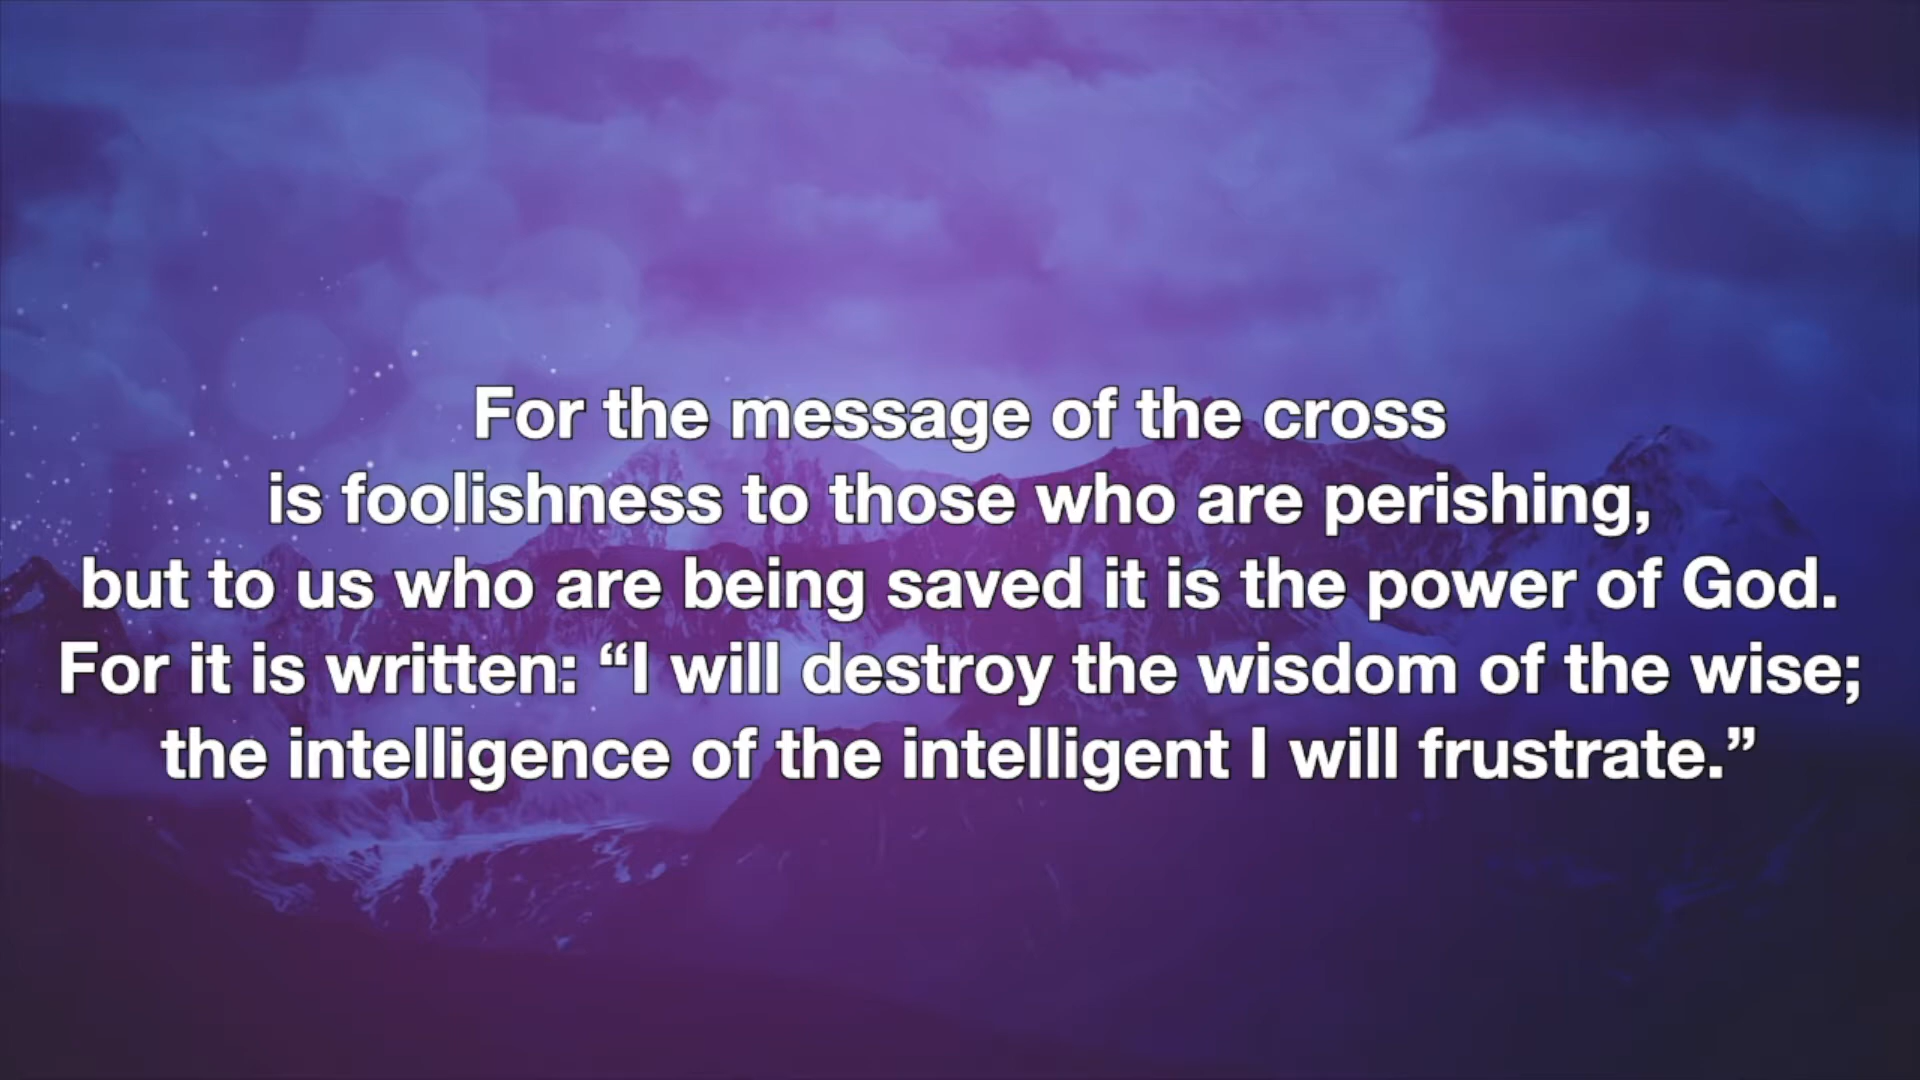 For the message of the cross
is foolishness to those who are perishing,
but to us who are being saved it is the power of God.
For it is written: “I will destroy the wisdom of the wise;
the intelligence of the intelligent I will frustrate.”